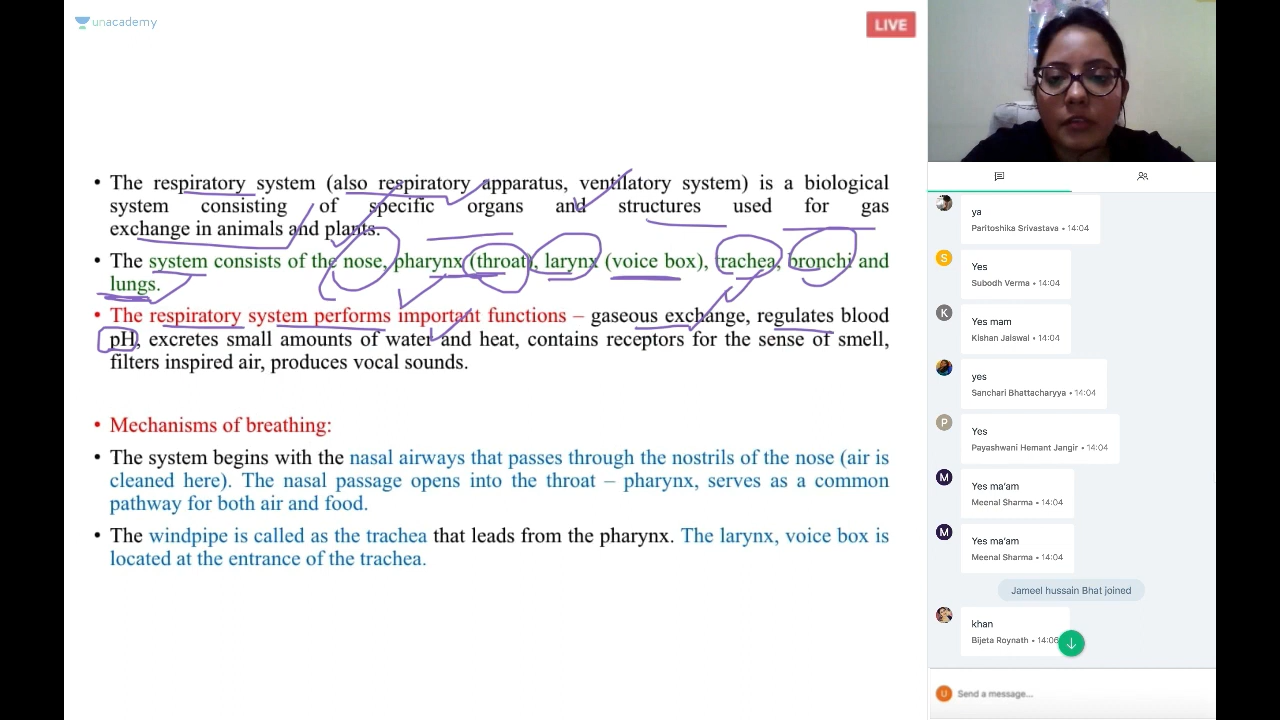 unacademy
LIVE
• The respiratory system (also respiratory apparatus, ventilatory system) is a biological
system consisting of specific organs and structures used for gas
exchange in animals and plants.
• The system consists of the nose, pharynx (throat), larynx (voice box), trachea, bronchi and
lungs.
• The respiratory system performs important functions – gaseous exchange, regulates blood
pH, excretes small amounts of water and heat, contains receptors for the sense of smell,
filters inspired air, produces vocal sounds.
• Mechanisms of breathing:
• The system begins with the nasal airways that passes through the nostrils of the nose (air is
cleaned here). The nasal passage opens into the throat – pharynx, serves as a common
pathway for both air and food.
• The windpipe is called as the trachea that leads from the pharynx. The larynx, voice box is
located at the entrance of the trachea.
ya
Paritoshika Srivastava • 14:04
S
Yes
Subodh Verma • 14:04
K
Yes mam
Kishan Jaiswal • 14:04
yes
Sanchari Bhattacharyya • 14:04
P
Yes
Payashwani Hemant Jangir • 14:04
M
Yes ma'am
Meenal Sharma • 14:04
M
Yes ma'am
Meenal Sharma • 14:04
Jameel hussain Bhat joined
khan
Bijeta Roynath • 14:06
U
Send a message...